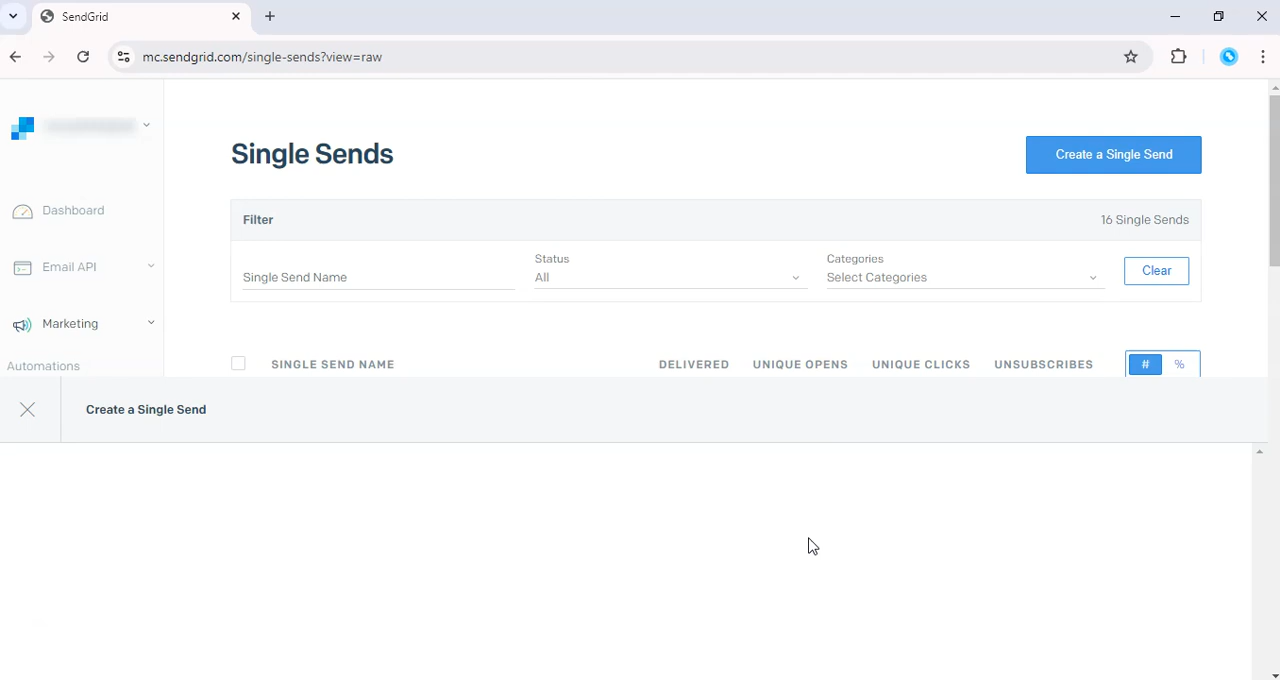 SendGrid
mc.sendgrid.com/single-sends?view=raw
Single Sends
Create a Single Send
Dashboard
Filter
16 Single Sends
Email API
Status
Categories
Single Send Name
All
Select Categories
Clear
Marketing
Automations
SINGLE SEND NAME
DELIVERED
UNIQUE OPENS
UNIQUE CLICKS
UNSUBSCRIBES
#
%
Create a Single Send